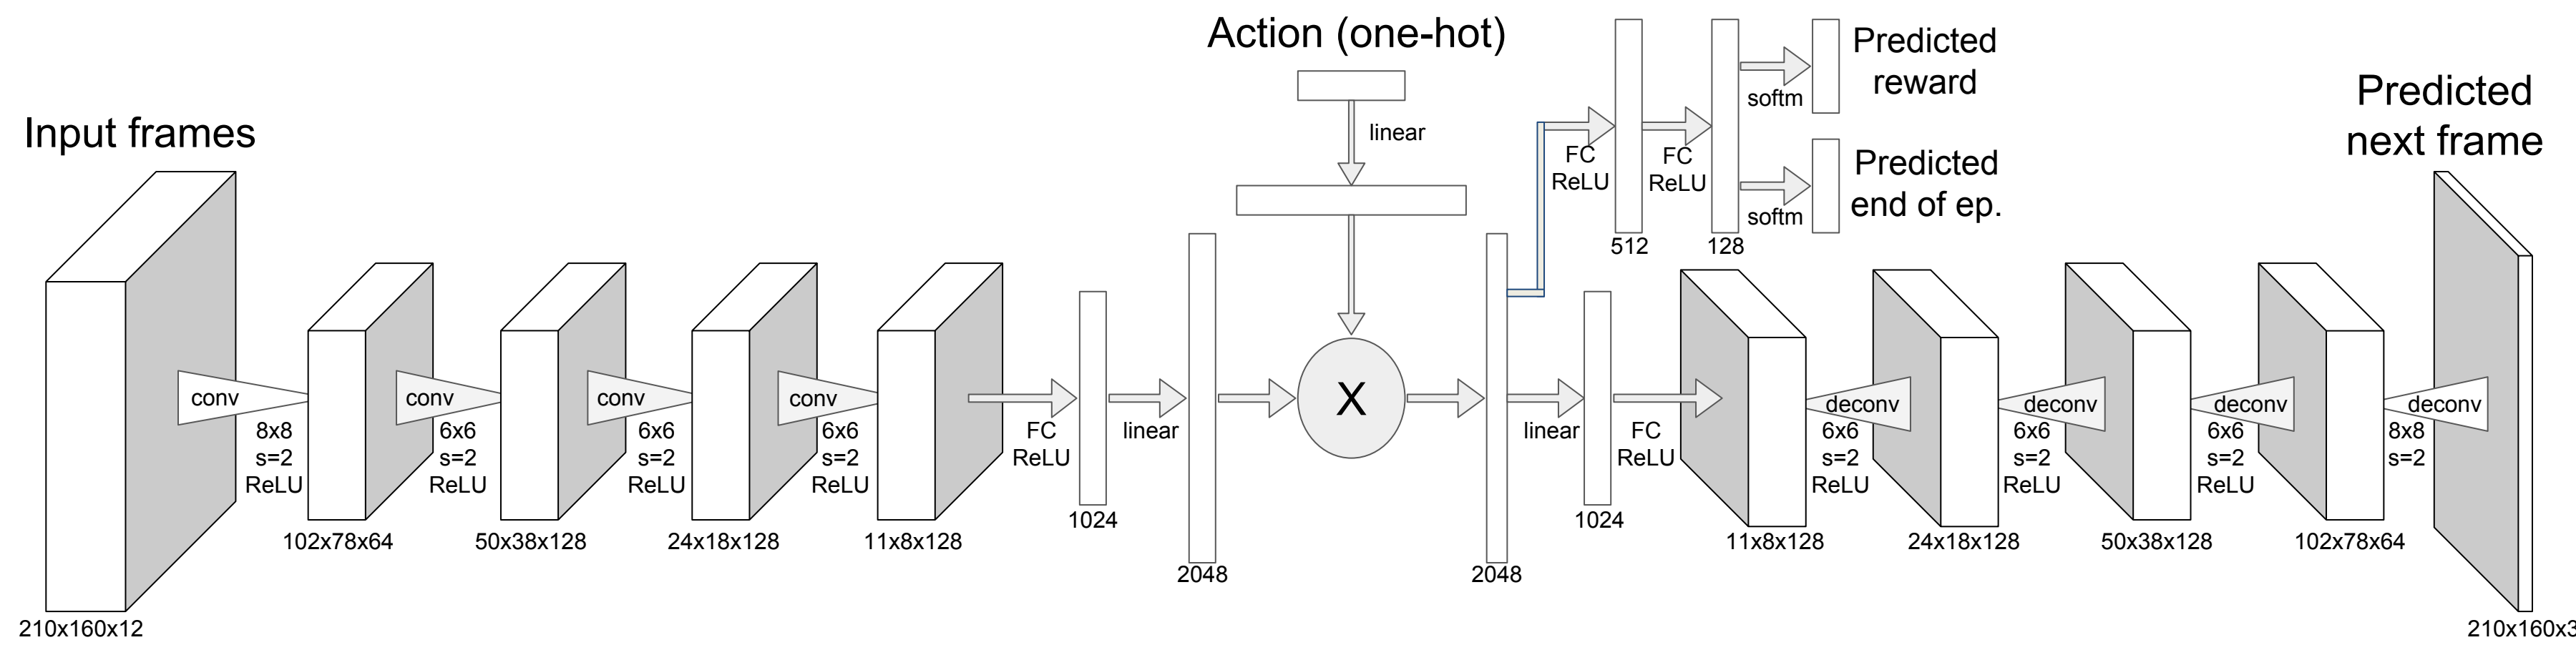 Input frames
210x160x12
conv
8x8
s=2
ReLU
102x78x64
conv
6x6
s=2
ReLU
50x38x128
conv
6x6
s=2
ReLU
24x18x128
conv
6x6
s=2
ReLU
11x8x128
FC
ReLU
1024
linear
2048
Action (one-hot)
linear
X
2048
FC
ReLU
512
FC
ReLU
128
softm
Predicted
reward
softm
Predicted
end of ep.
linear
1024
FC
ReLU
11x8x128
deconv
6x6
s=2
ReLU
24x18x128
deconv
6x6
s=2
ReLU
50x38x128
deconv
6x6
s=2
ReLU
102x78x64
deconv
8x8
s=2
Predicted
next frame
210x160x3